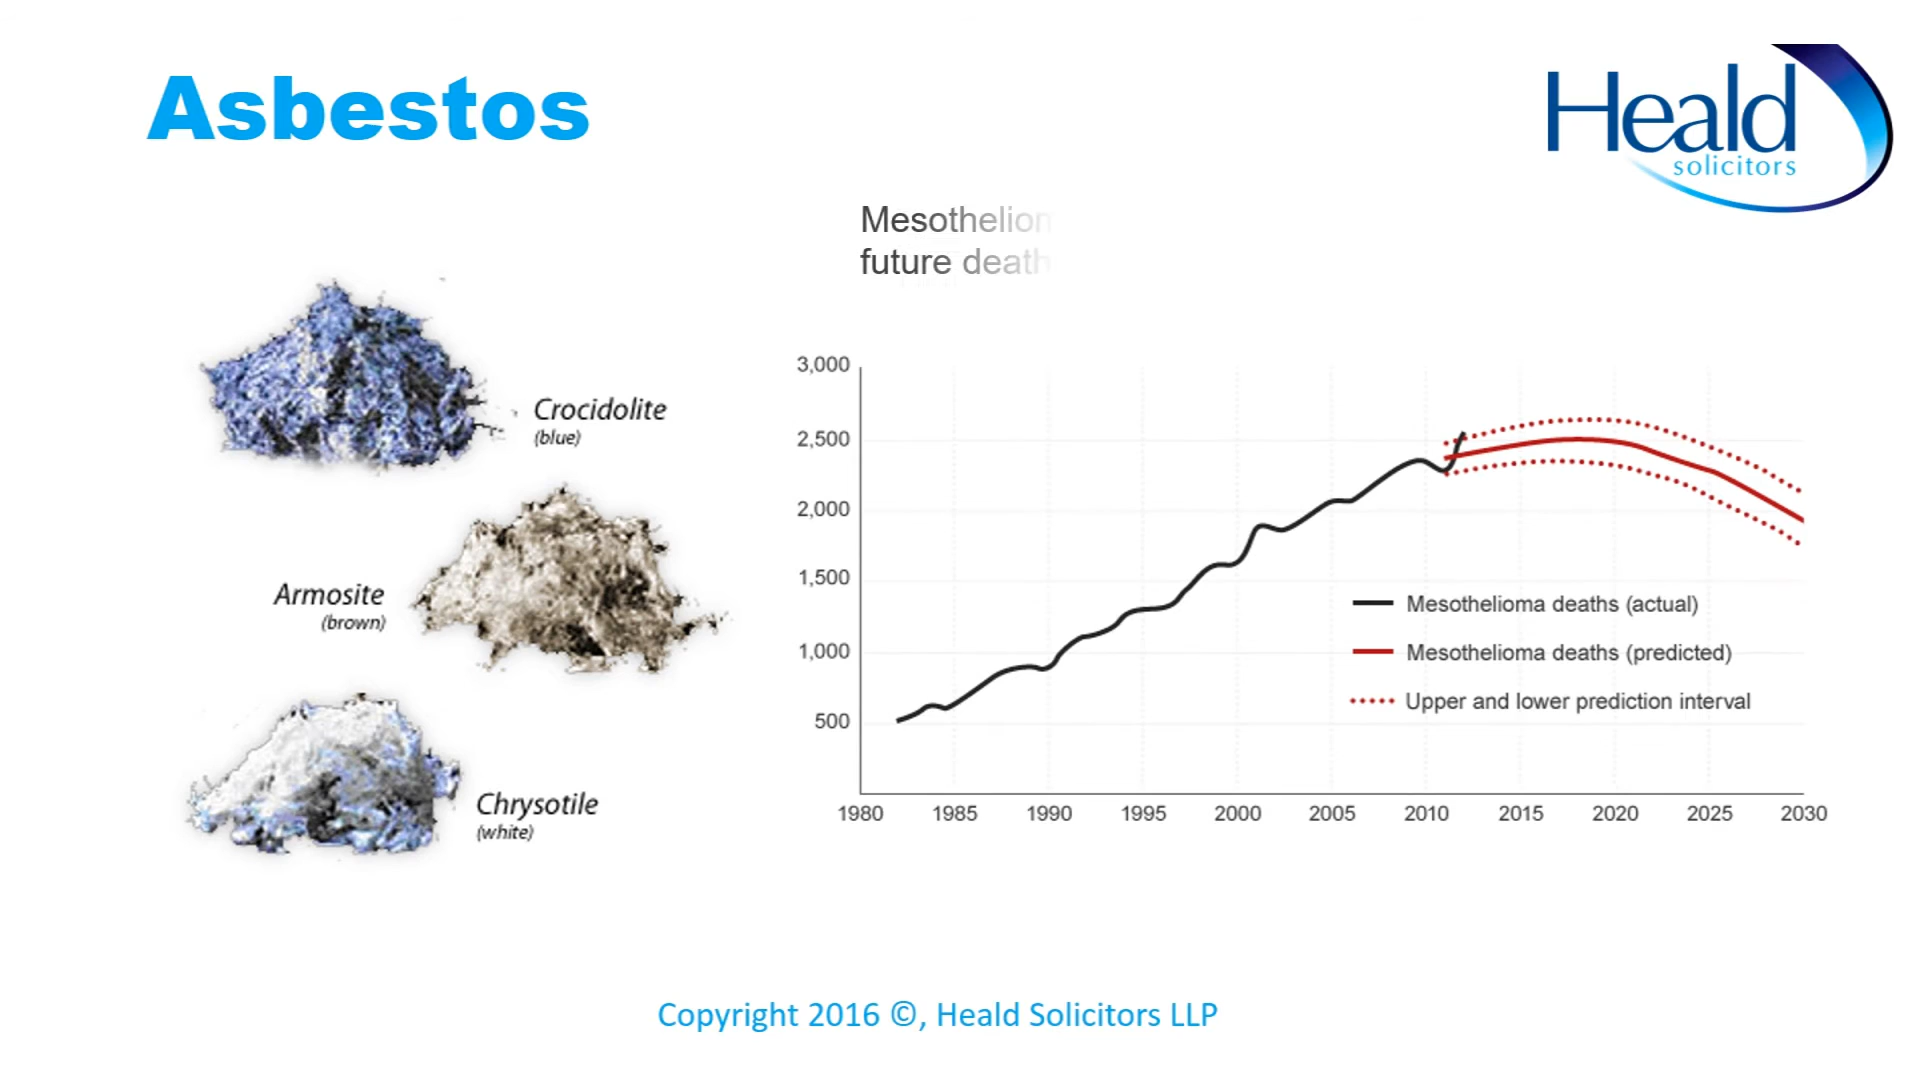 Asbestos
Heald
solicitors
future
Crocidolite
(blue)
Armosite
(brown)
Chrysotile
(white)
3,000
2,500
2,000
1,500
1,000
500
1980 1985 1990 1995 2000 2005 2010 2015 2020 2025 2030
Mesothelioma deaths (actual)
Mesothelioma deaths (predicted)
Upper and lower prediction interval
Copyright 2016 ©, Heald Solicitors LLP